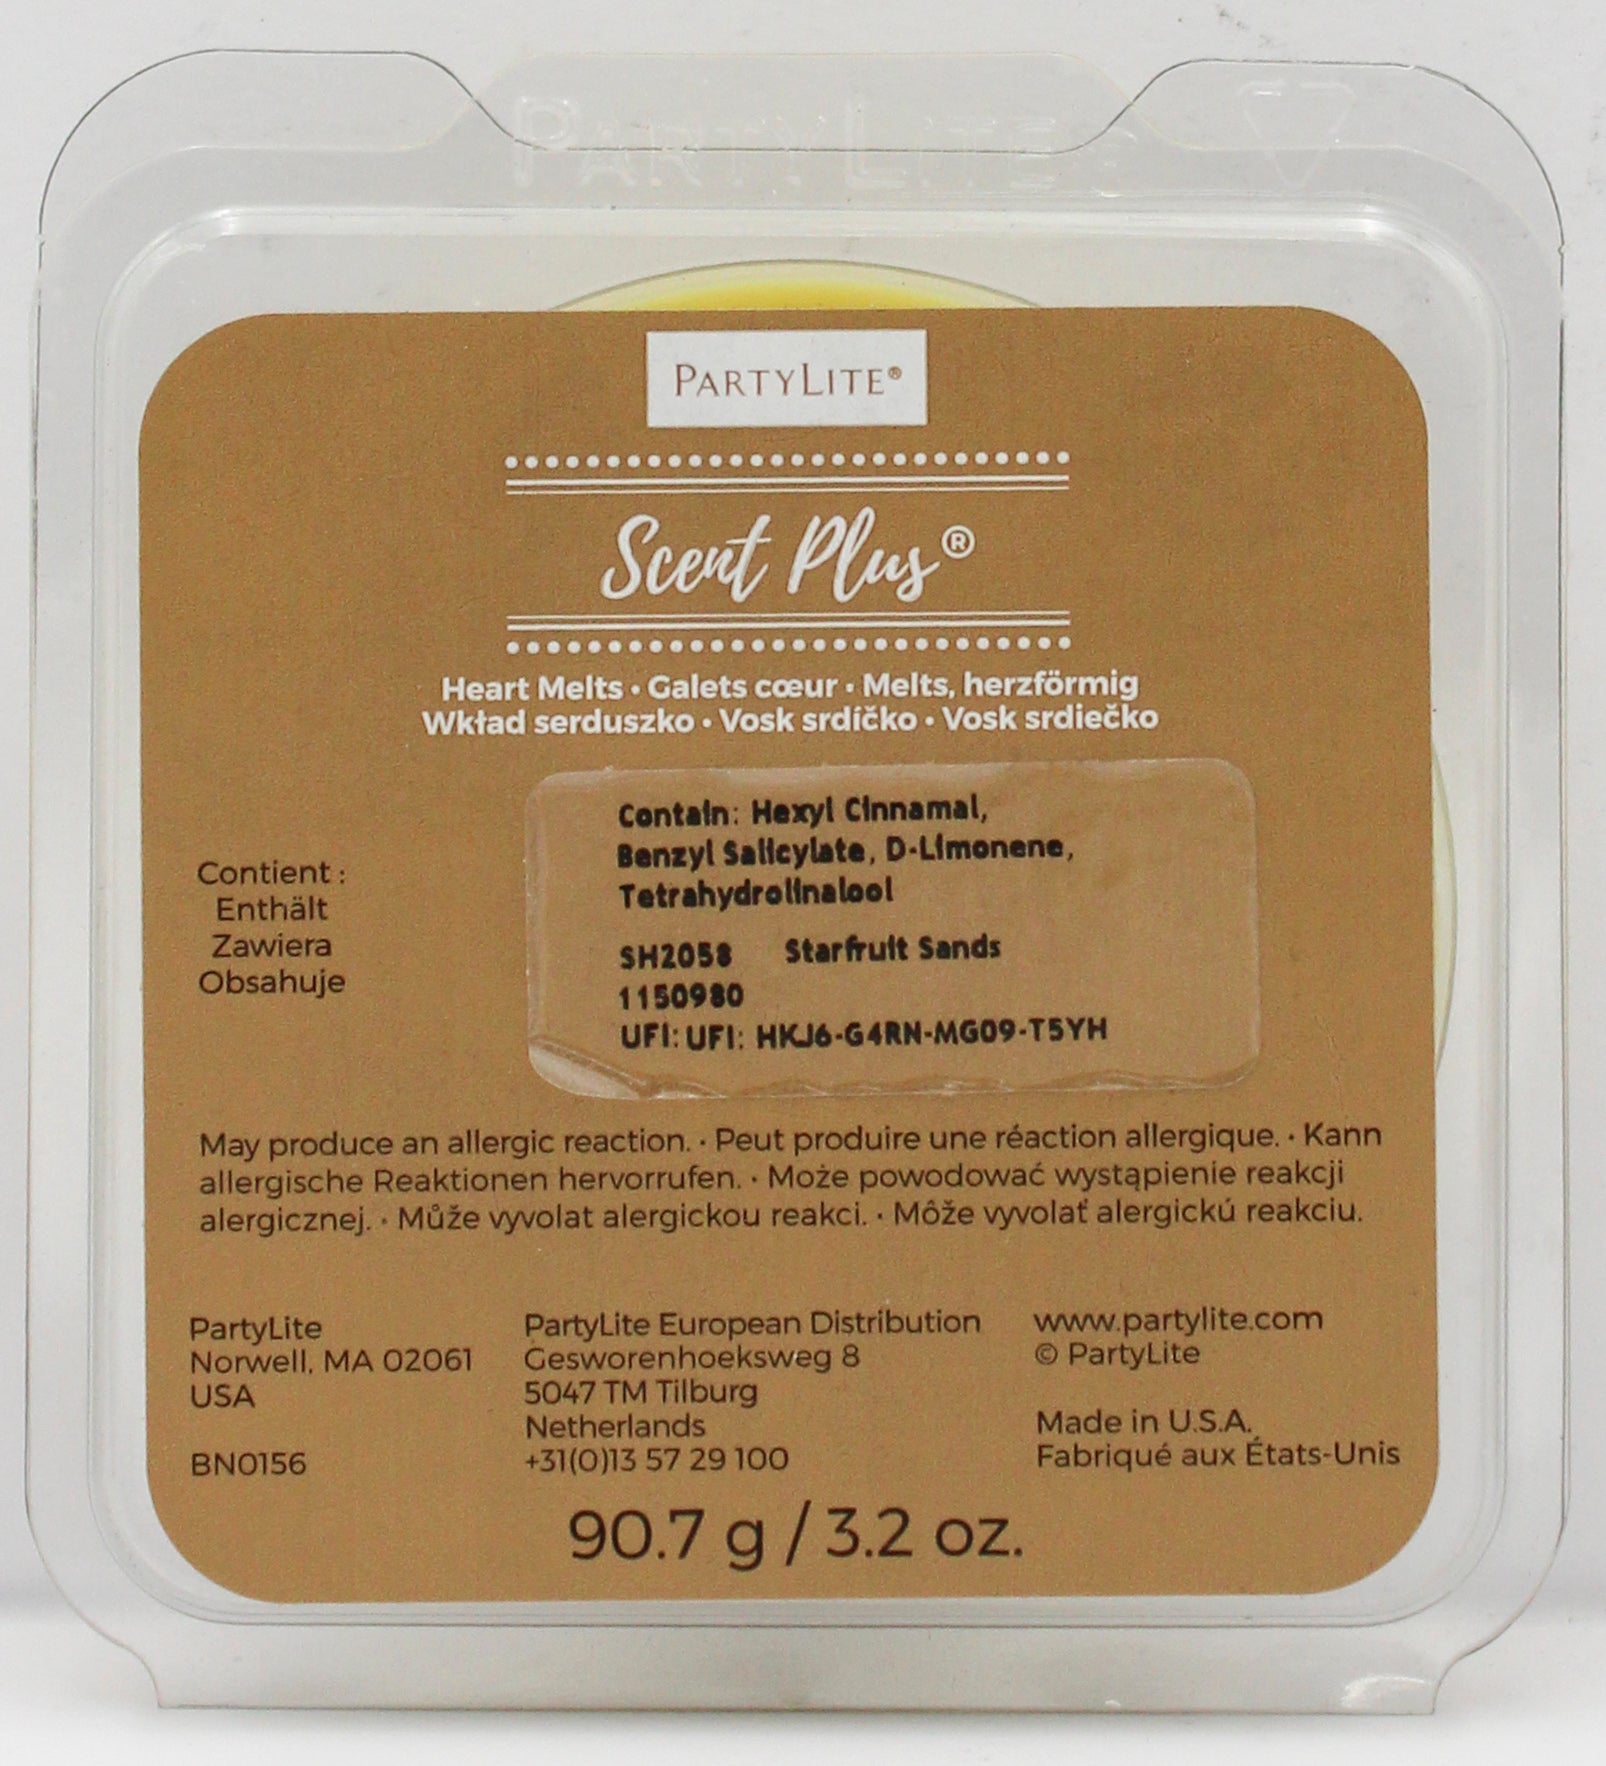 PARTYLITE
PARTYLITE®
Scent Plus®
Heart Melts • Galets cœur • Melts, herzförmig
Wkład serduszko • Vosk srdíčko • Vosk srdiečko
Contain: Hexyl Cinnamal,
Benzyl Salicylate, D-Limonene,
Tetrahydrolinalool
SH2058 Starfruit Sands
1150980
UFI: UFI: HKJ6-G4RN-MG09-T5YH
Contient :
Enthält
Zawiera
Obsahuje
May produce an allergic reaction. · Peut produire une réaction allergique. · Kann
allergische Reaktionen hervorrufen. · Może powodować wystąpienie reakcji
alergicznej. · Může vyvolat alergickou reakci. · Môže vyvolať alergickú reakciu.
PartyLite
Norwell, MA 02061
USA
BN0156
PartyLite European Distribution
Gesworenhoeksweg 8
5047 TM Tilburg
Netherlands
+31(0)13 57 29 100
www.partylite.com
© PartyLite
Made in U.S.A.
Fabriqué aux États-Unis
90.7 g / 3.2 oz.